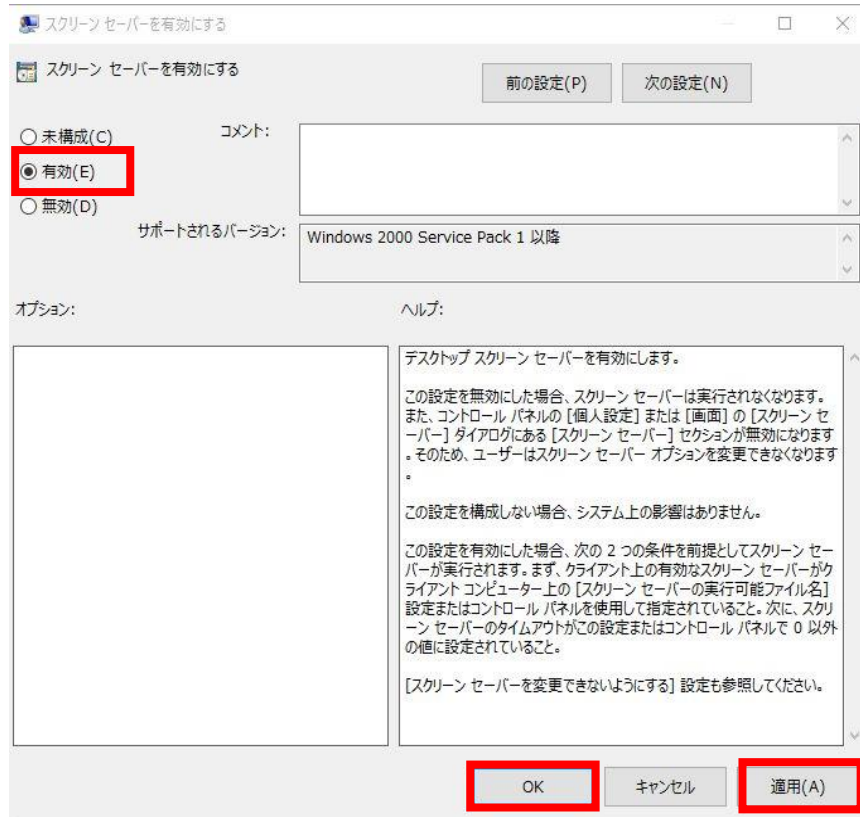 スクリーン セーバーを有効にする
スクリーン セーバーを有効にする
前の設定(P)
次の設定(N)
未構成(C)
コメント:
有効(E)
無効(D)
サポートされるバージョン:
Windows 2000 Service Pack 1 以降
オプション:
ヘルプ:
デスクトップ スクリーン セーバーを有効にします。
この設定を無効にした場合、スクリーン セーバーは実行されなくなります。
また、コントロール パネルの [個人設定] または [画面] の [スクリーン セ
ーバー] ダイアログにある [スクリーン セーバー] セクションが無効になります
。そのため、ユーザーはスクリーン セーバー オプションを変更できなくなります
。
この設定を構成しない場合、システム上の影響はありません。
この設定を有効にした場合、次の 2 つの条件を前提としてスクリーン セー
バーが実行されます。まず、クライアント上の有効なスクリーン セーバーがク
ライアント コンピューター上の [スクリーン セーバーの実行可能ファイル名]
設定またはコントロール パネルを使用して指定されていること。次に、スクリ
ーン セーバーのタイムアウトがこの設定またはコントロール パネルで 0 以外
の値に設定されていること。
[スクリーン セーバーを変更できないようにする] 設定も参照してください。
OK
キャンセル
適用(A)